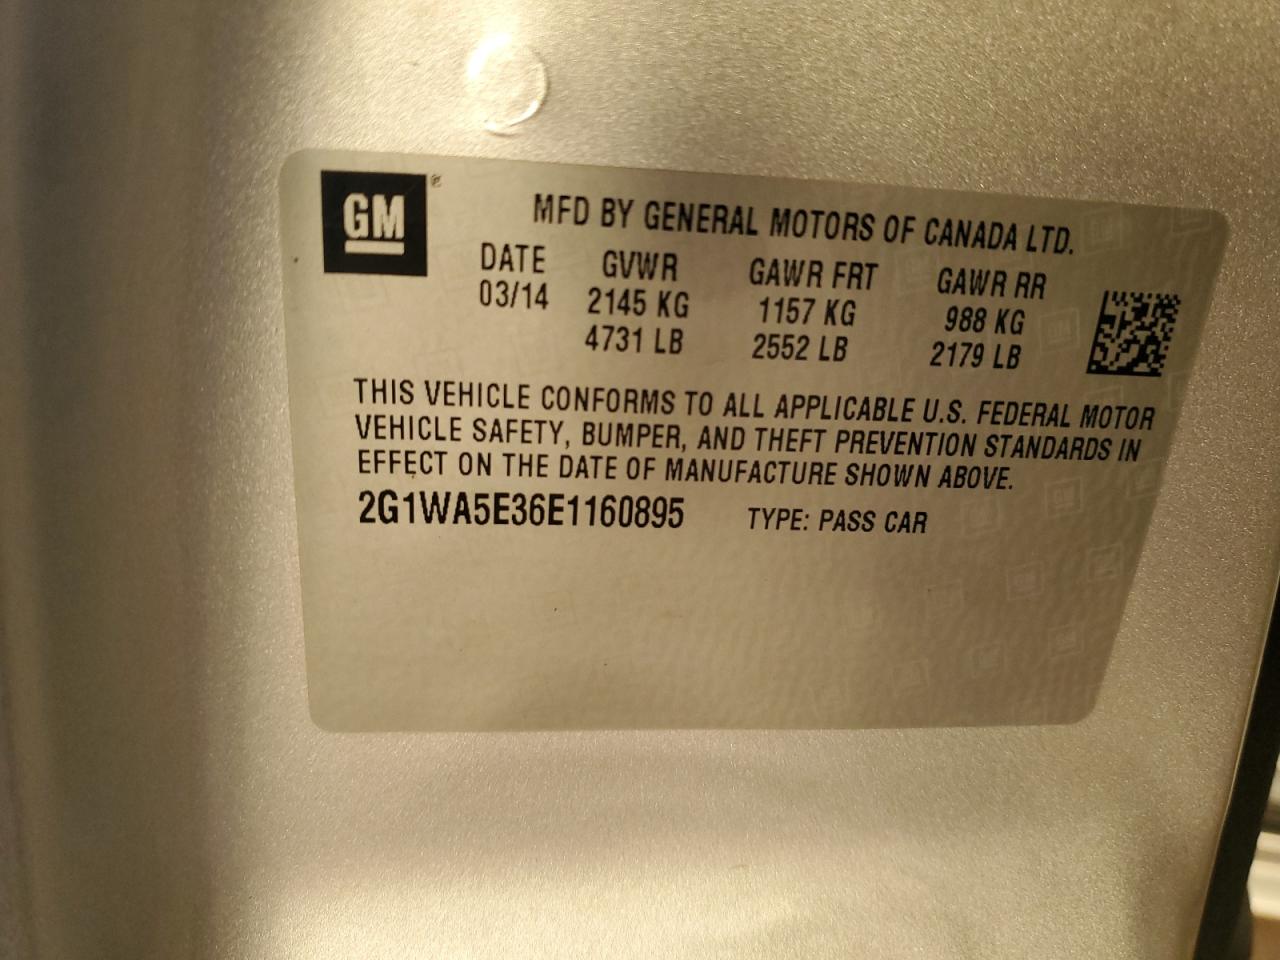 GM®
MFD BY GENERAL MOTORS OF CANADA LTD.
DATE GVWR GAWR FRT GAWR RR
03/14 2145 KG 1157 KG 988 KG
4731 LB 2552 LB 2179 LB
THIS VEHICLE CONFORMS TO ALL APPLICABLE U.S. FEDERAL MOTOR
VEHICLE SAFETY, BUMPER, AND THEFT PREVENTION STANDARDS IN
EFFECT ON THE DATE OF MANUFACTURE SHOWN ABOVE.
2G1WA5E36E1160895 TYPE: PASS CAR